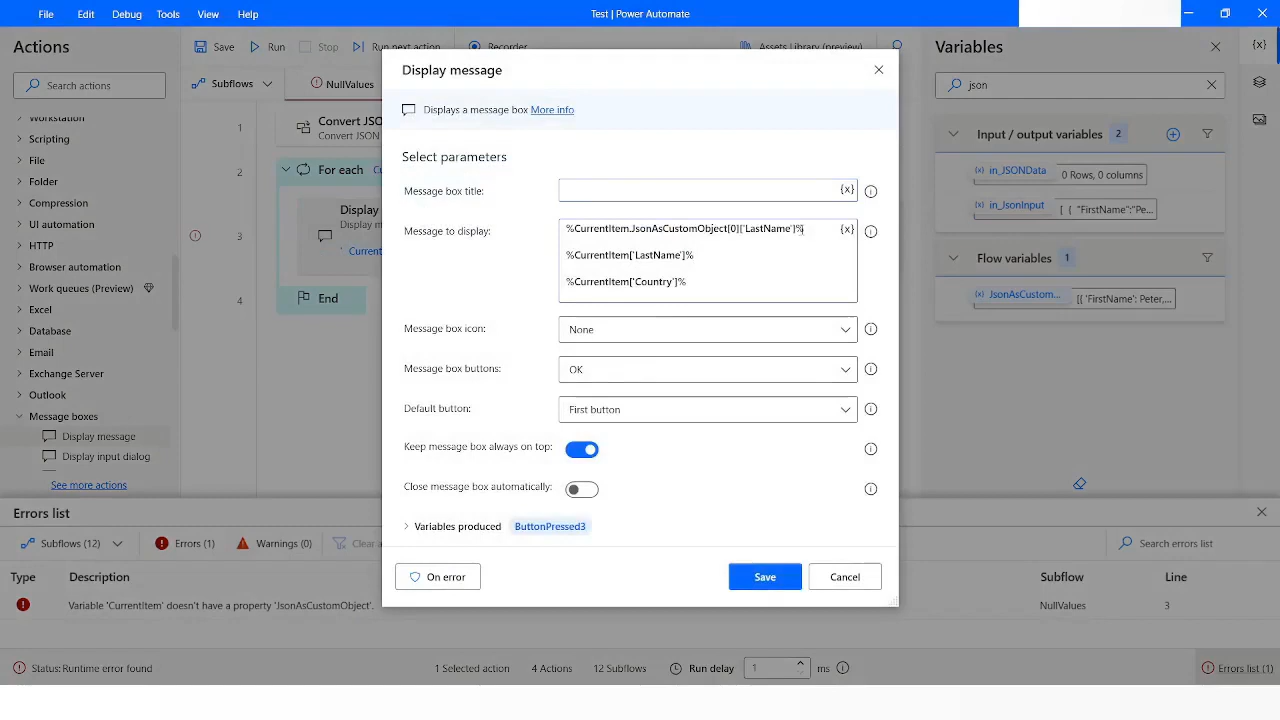 File Edit Debug Tools View Help
Test | Power Automate
Actions
Save Run Stop Run next action Recorder
Assets Library (preview)
Variables
{x}
Search actions
Subflows
NullValues
json
Workstation
Scripting
File
Folder
Compression
UI automation
HTTP
Browser automation
Work queues (Preview)
Excel
Database
Email
Exchange Server
Outlook
Message boxes
Display message
Display input dialog
See more actions
1
Convert JSO
Convert JSON
2
For each
3
Display
Display m
Current
4
End
Display message
Displays a message box More info
Select parameters
Message box title:
{x}
Message to display:
%CurrentItem.JsonAsCustomObject[0]['LastName']%
{x}
%CurrentItem['LastName']%
%CurrentItem['Country']%
Message box icon:
None
Message box buttons:
OK
Default button:
First button
Keep message box always on top:
Close message box automatically:
Variables produced ButtonPressed3
On error
Save
Cancel
Input / output variables 2
{x} in_JSONData 0 Rows, 0 columns
{x} in_JsonInput [ { "FirstName":"Pe...
Flow variables 1
{x} JsonAsCustom... [{ 'FirstName': Peter,...
Errors list
Subflows (12) Errors (1) Warnings (0) Clear
Search errors list
Type Description Subflow Line
Variable 'CurrentItem' doesn't have a property 'JsonAsCustomObject'. NullValues 3
Status: Runtime error found 1 Selected action 4 Actions 12 Subflows Run delay 1 ms Errors list (1)